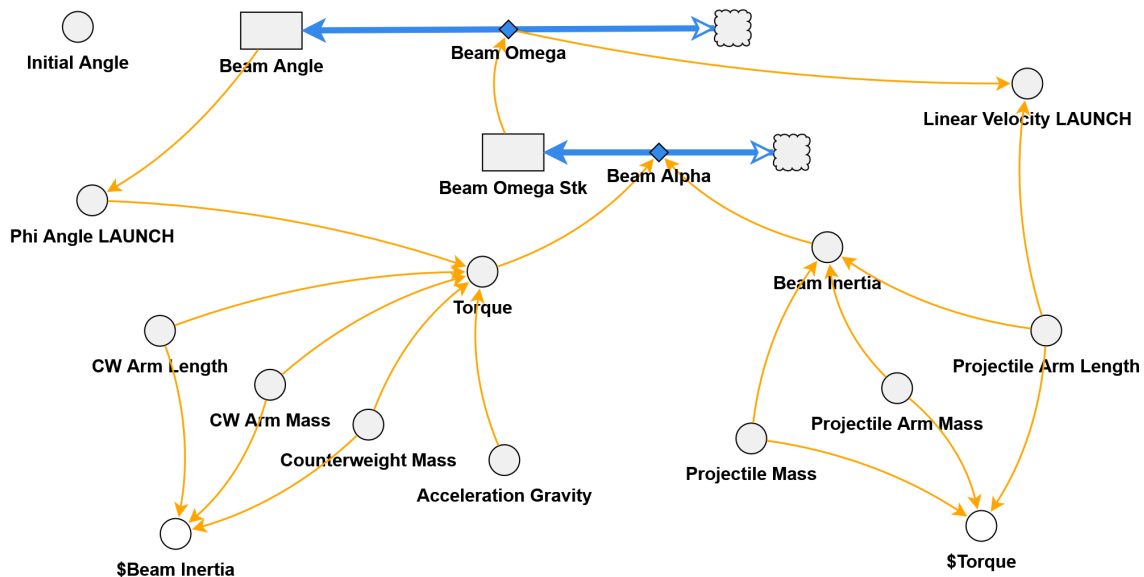 Initial Angle
Beam Angle
Beam Omega
Linear Velocity LAUNCH
Beam Omega Stk
Beam Alpha
Phi Angle LAUNCH
Torque
Beam Inertia
CW Arm Length
Projectile Arm Length
CW Arm Mass
Projectile Arm Mass
Counterweight Mass
Projectile Mass
Acceleration Gravity
$Beam Inertia
$Torque